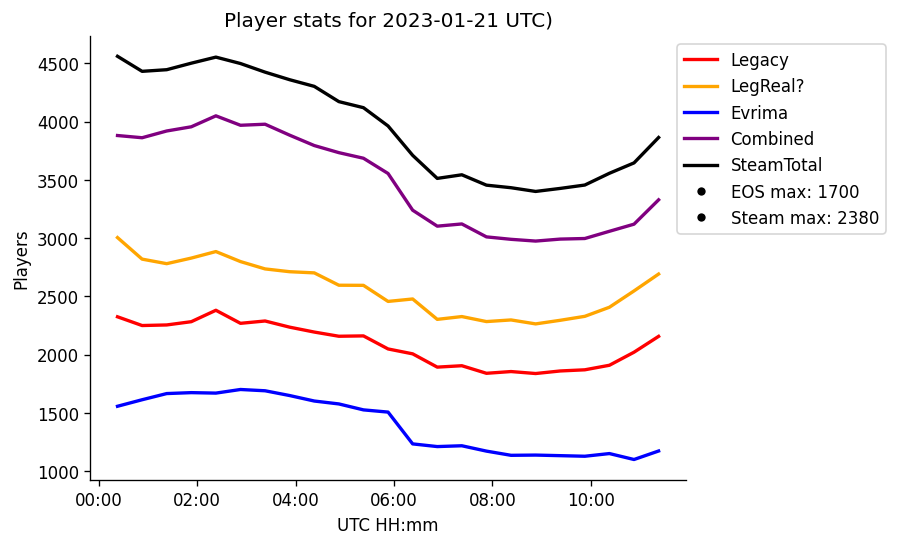 Player stats for 2023-01-21 UTC)
Legacy
LegReal?
Evrima
Combined
SteamTotal
EOS max: 1700
Steam max: 2380
Players
4500
4000
3500
3000
2500
2000
1500
1000
00:00 02:00 04:00 06:00 08:00 10:00
UTC HH:mm